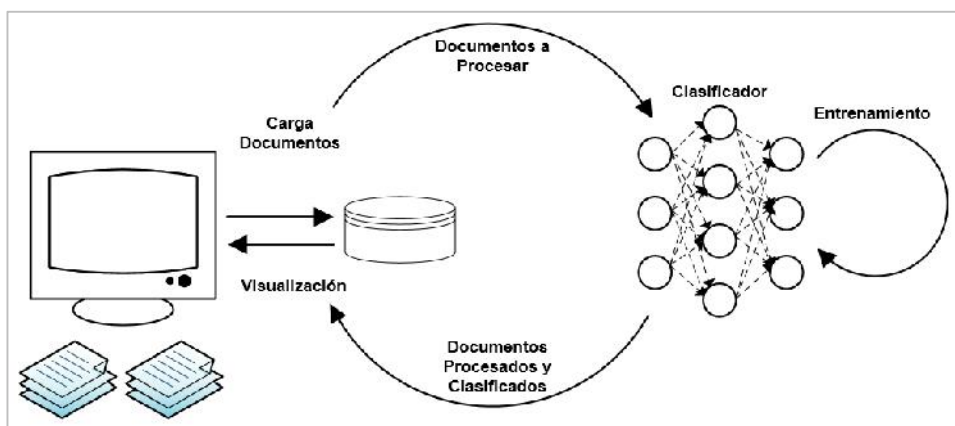 Documentos a
Procesar
Clasificador
Entrenamiento
Carga
Documentos
Visualización
Documentos
Procesados y
Clasificados